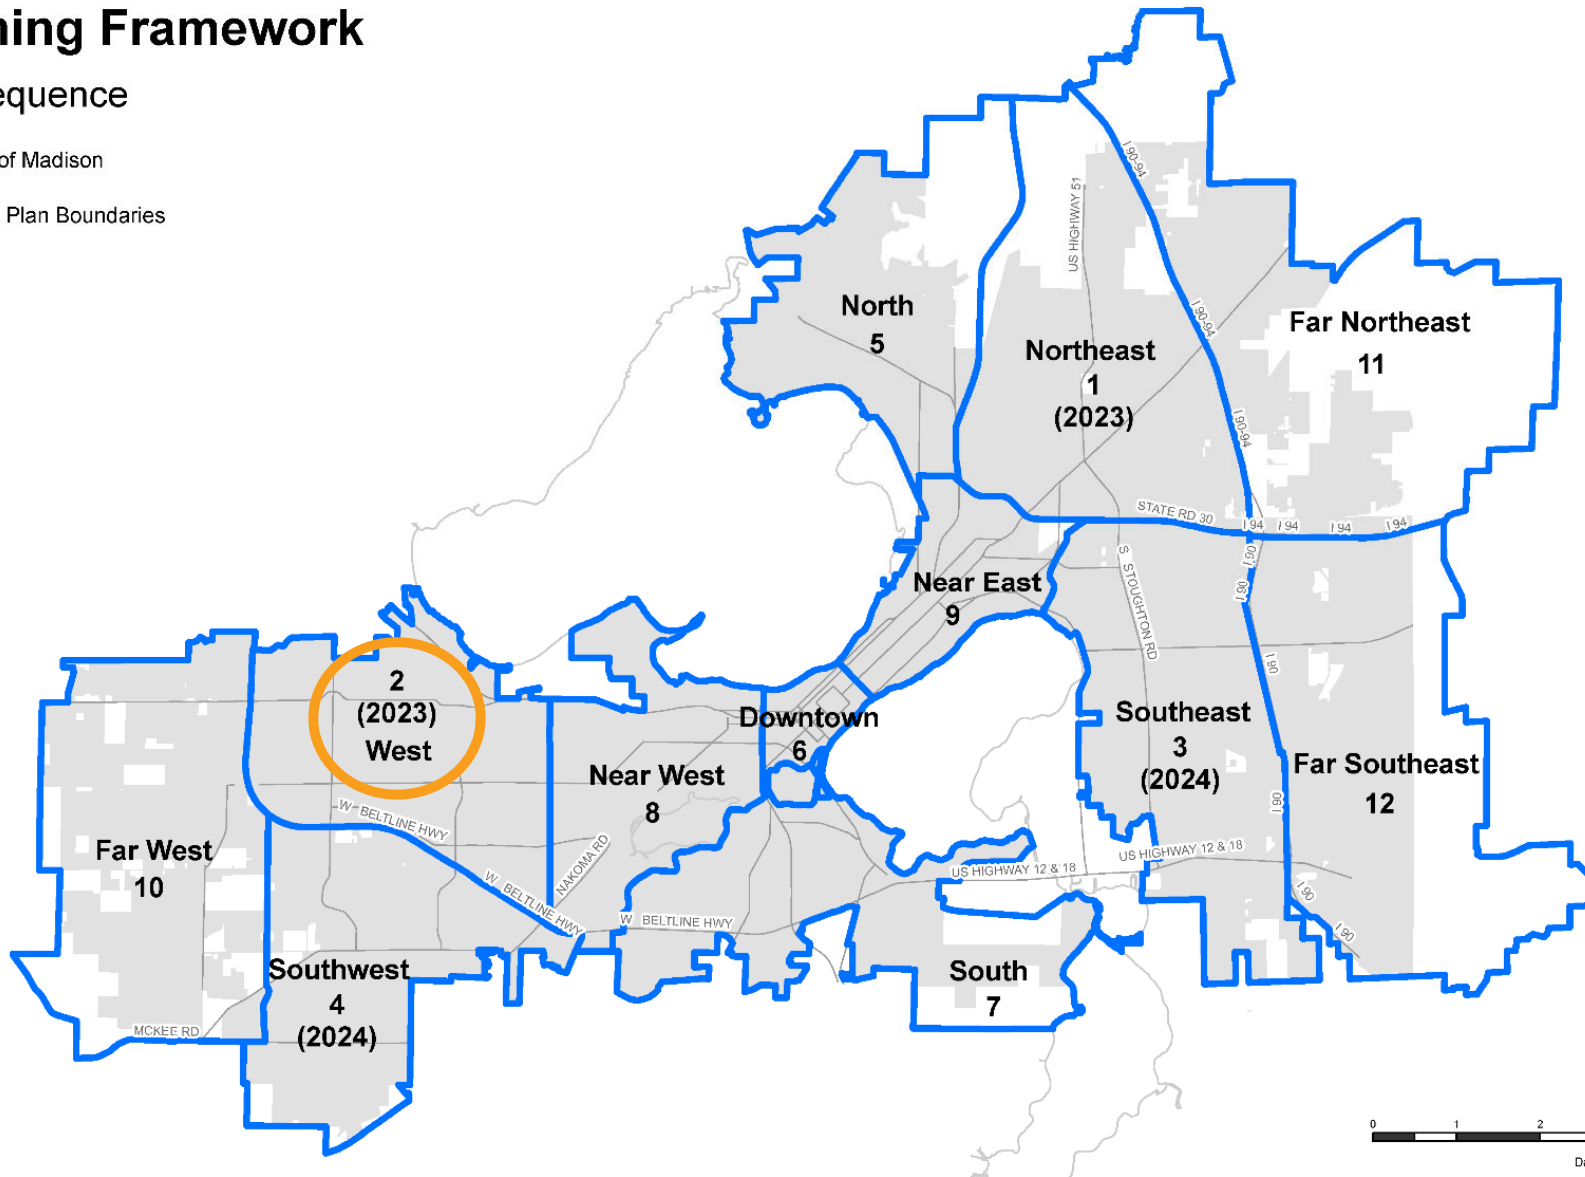 ning Framework
equence
of Madison
Plan Boundaries
I 90-94
US HIGHWAY 51
North
5
I 90-94
Far Northeast
11
Northeast
1
(2023)
I 90-94
STATE RD 30
I 94
I 94
I 94
I 94
I 90
I 90
S STOUGHTON RD
Near East
9
I 90
2
(2023)
West
Downtown
6
Southeast
3
(2024)
Far Southeast
12
Near West
8
I 90
W BELTLINE HWY
Far West
10
NAKOMA RD
US HIGHWAY 12 & 18
US HIGHWAY 12 & 18
W BELTLINE HWY
W BELTLINE HWY
I 90
I 90
Southwest
4
(2024)
South
7
MCKEE RD
0 1 2
Da